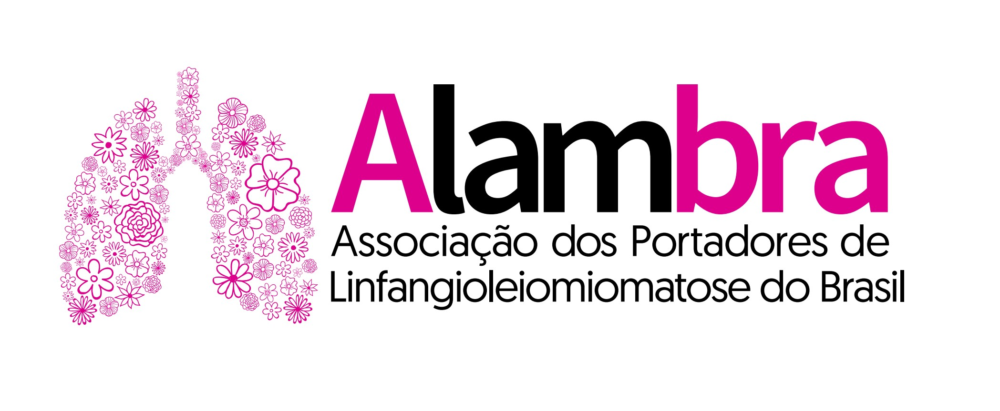 Alambra
Associação dos Portadores de
Linfangioleiomiomatose do Brasil